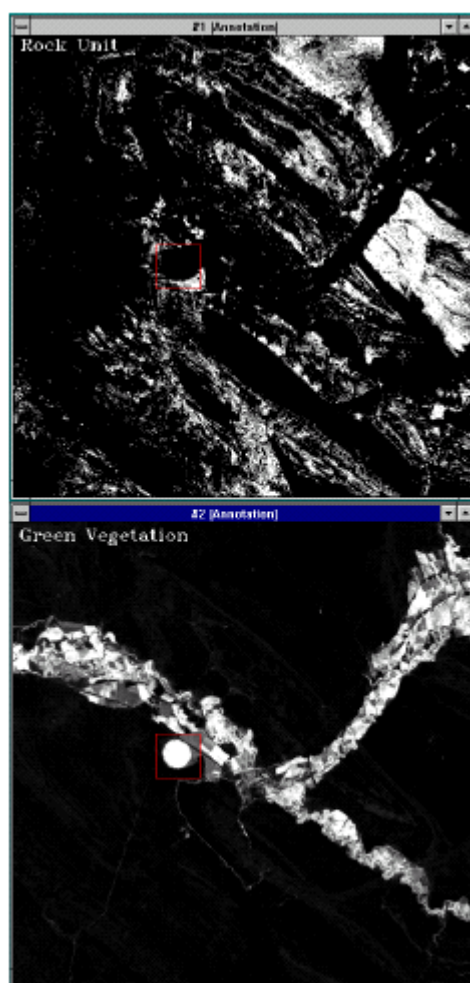 #1 [Annotation]
Rock Unit
#2 [Annotation]
Green Vegetation